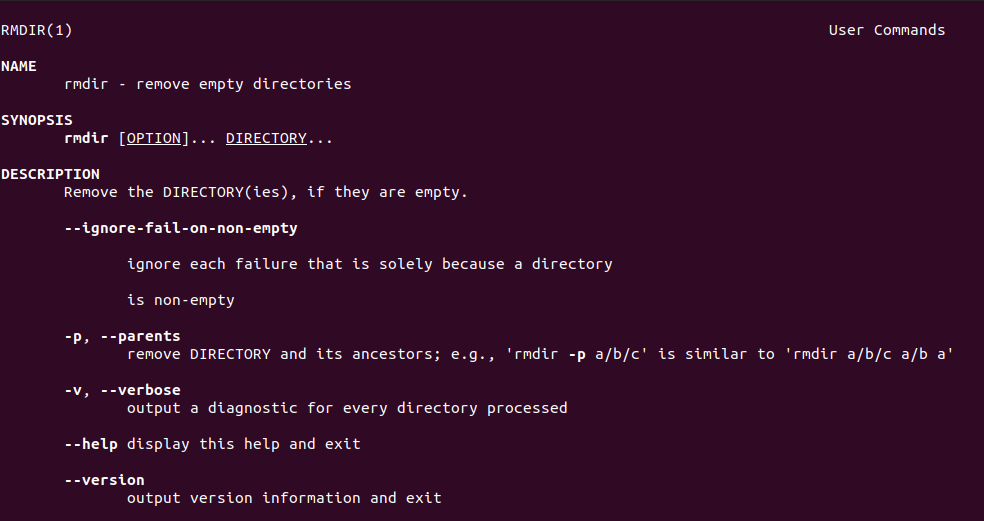 RMDIR(1) User Commands
NAME
rmdir - remove empty directories
SYNOPSIS
rmdir [OPTION]... DIRECTORY...
DESCRIPTION
Remove the DIRECTORY(ies), if they are empty.
--ignore-fail-on-non-empty
ignore each failure that is solely because a directory
is non-empty
-p, --parents
remove DIRECTORY and its ancestors; e.g., 'rmdir -p a/b/c' is similar to 'rmdir a/b/c a/b a'
-v, --verbose
output a diagnostic for every directory processed
--help display this help and exit
--version
output version information and exit